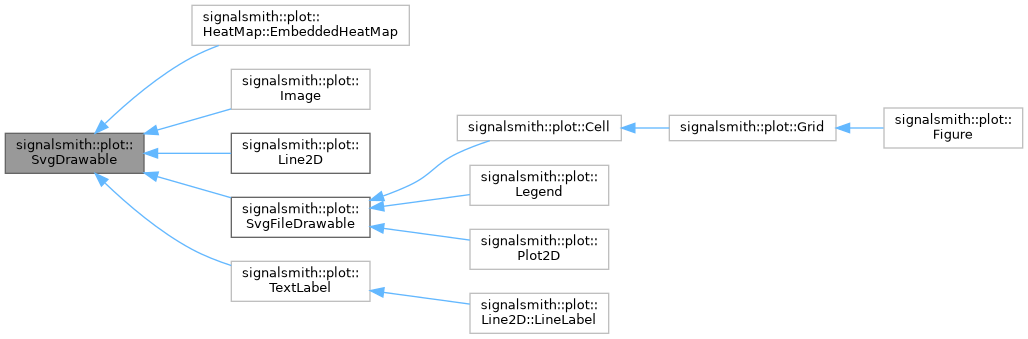 signalsmith::plot::
HeatMap::EmbeddedHeatMap
signalsmith::plot::
Image
signalsmith::plot::
SvgDrawable
signalsmith::plot::
Line2D
signalsmith::plot::
SvgFileDrawable
signalsmith::plot::
TextLabel
signalsmith::plot::Cell
signalsmith::plot::
Legend
signalsmith::plot::
Plot2D
signalsmith::plot::
Line2D::LineLabel
signalsmith::plot::Grid
signalsmith::plot::
Figure